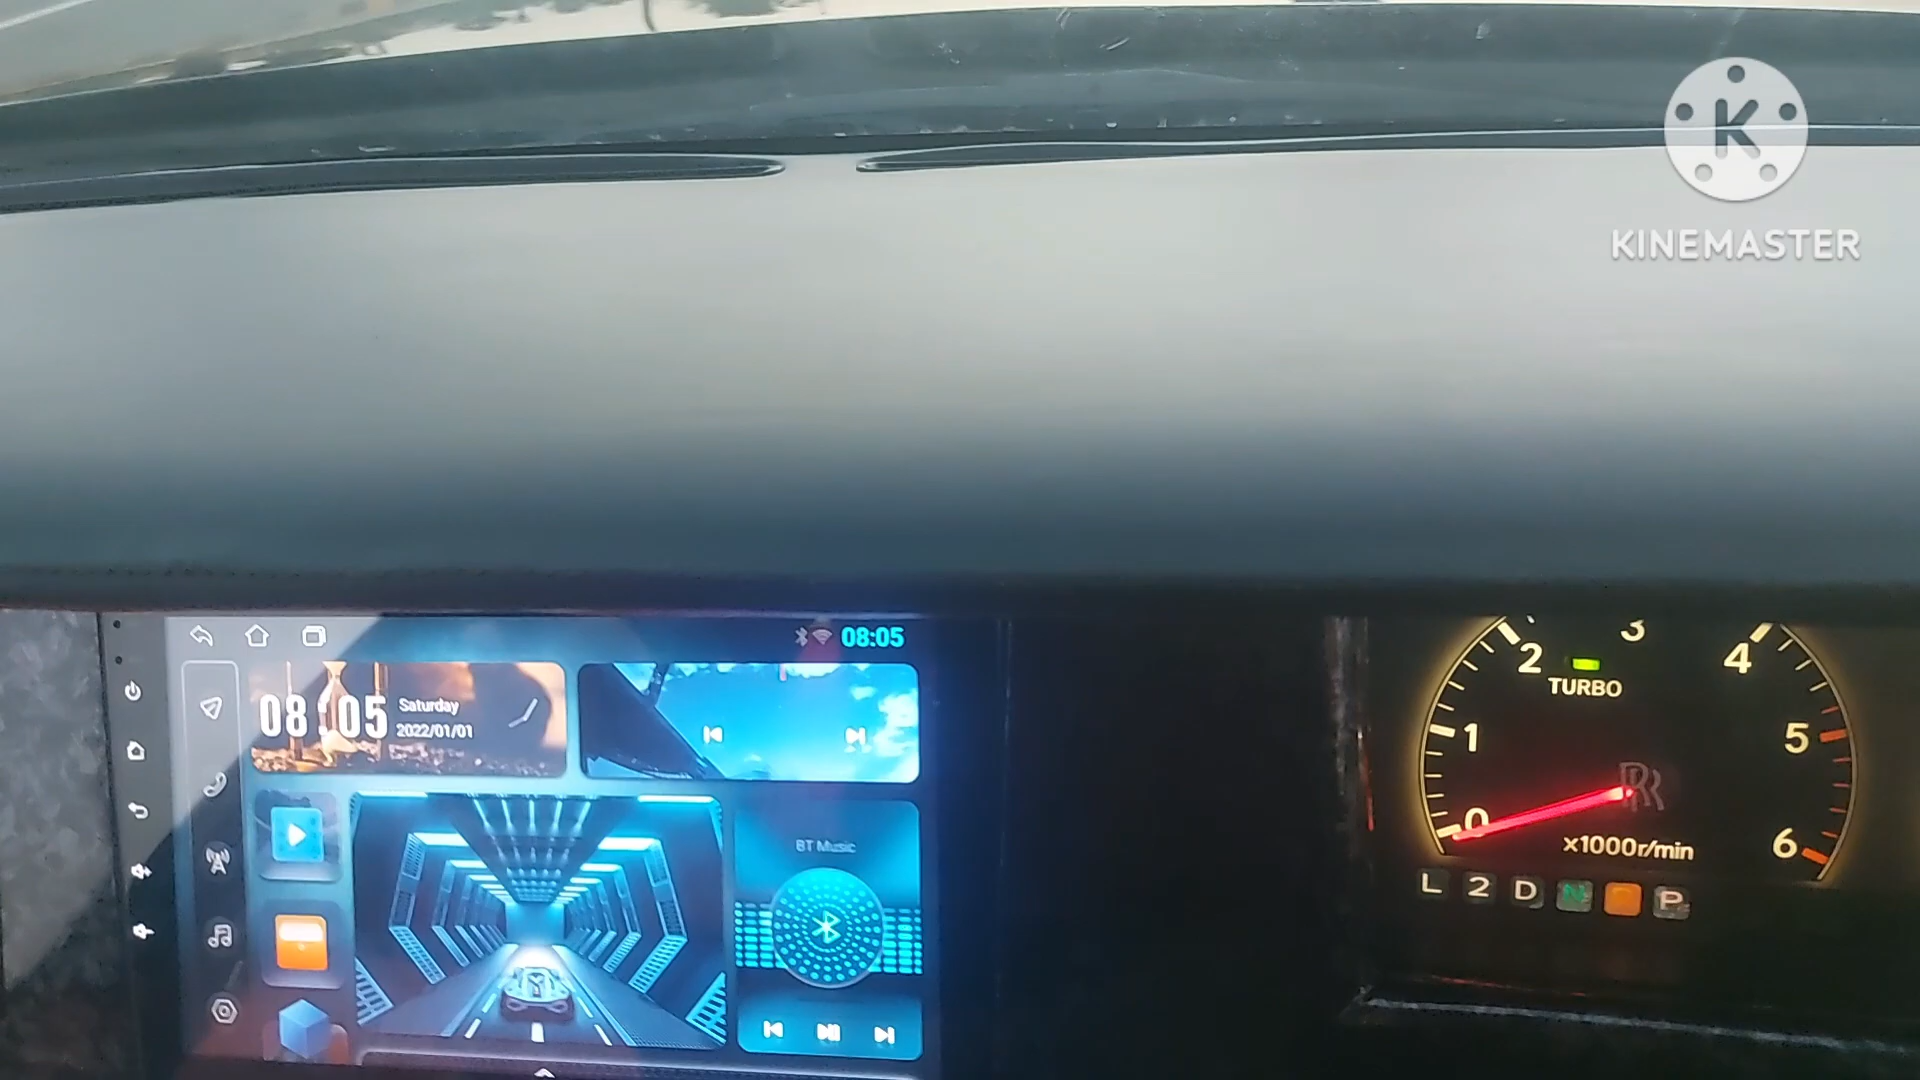 K
KINEMASTER
08:05
08:05
Saturday
2022/01/01
BT Music
2
3
4
TURBO
1
5
0
x1000r/min
6
L 2 D N P